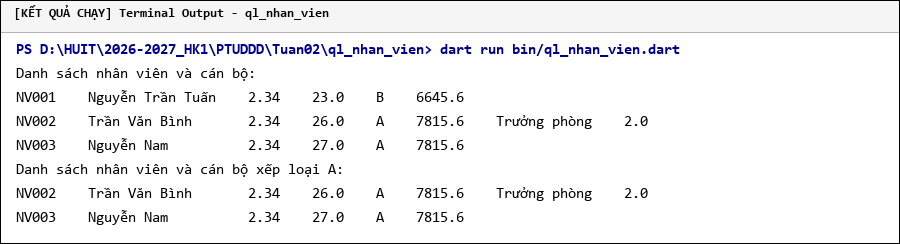 [KẾT QUẢ CHẠY] Terminal Output - ql_nhan_vien
PS D:\HUIT\2026-2027_HK1\PTUDDD\Tuan02\ql_nhan_vien> dart run bin/ql_nhan_vien.dart
Danh sách nhân viên và cán bộ:
NV001    Nguyễn Trần Tuấn    2.34    23.0    B    6645.6
NV002    Trần Văn Bình       2.34    26.0    A    7815.6    Trưởng phòng    2.0
NV003    Nguyễn Nam          2.34    27.0    A    7815.6
Danh sách nhân viên và cán bộ xếp loại A:
NV002    Trần Văn Bình       2.34    26.0    A    7815.6    Trưởng phòng    2.0
NV003    Nguyễn Nam          2.34    27.0    A    7815.6